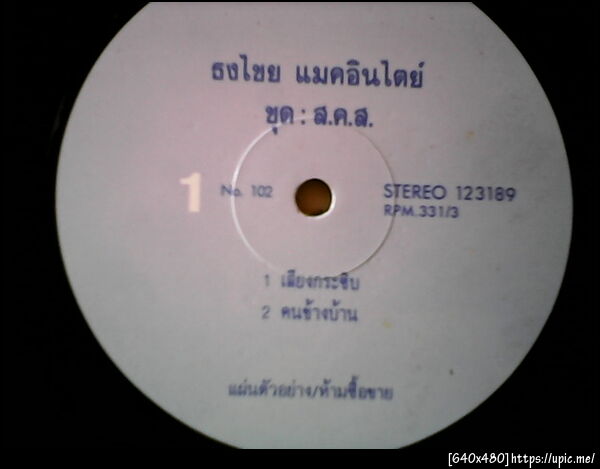 ธงไชย แมคอินไตย์
ชุด : ส.ค.ส.
1 No. 102 STEREO 123189
RPM.331/3
1 เสียงกระซิบ
2 คนข้างบ้าน
แผ่นตัวอย่าง/ห้ามซื้อขาย
[640x480]https://upic.me/